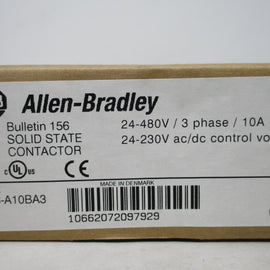 Allen-Bradley
Bulletin 156
SOLID STATE
CONTACTOR
24-480V / 3 phase / 10A
24-230V ac/dc control vo
-A10BA3
MADE IN DENMARK
10662072097929
CE